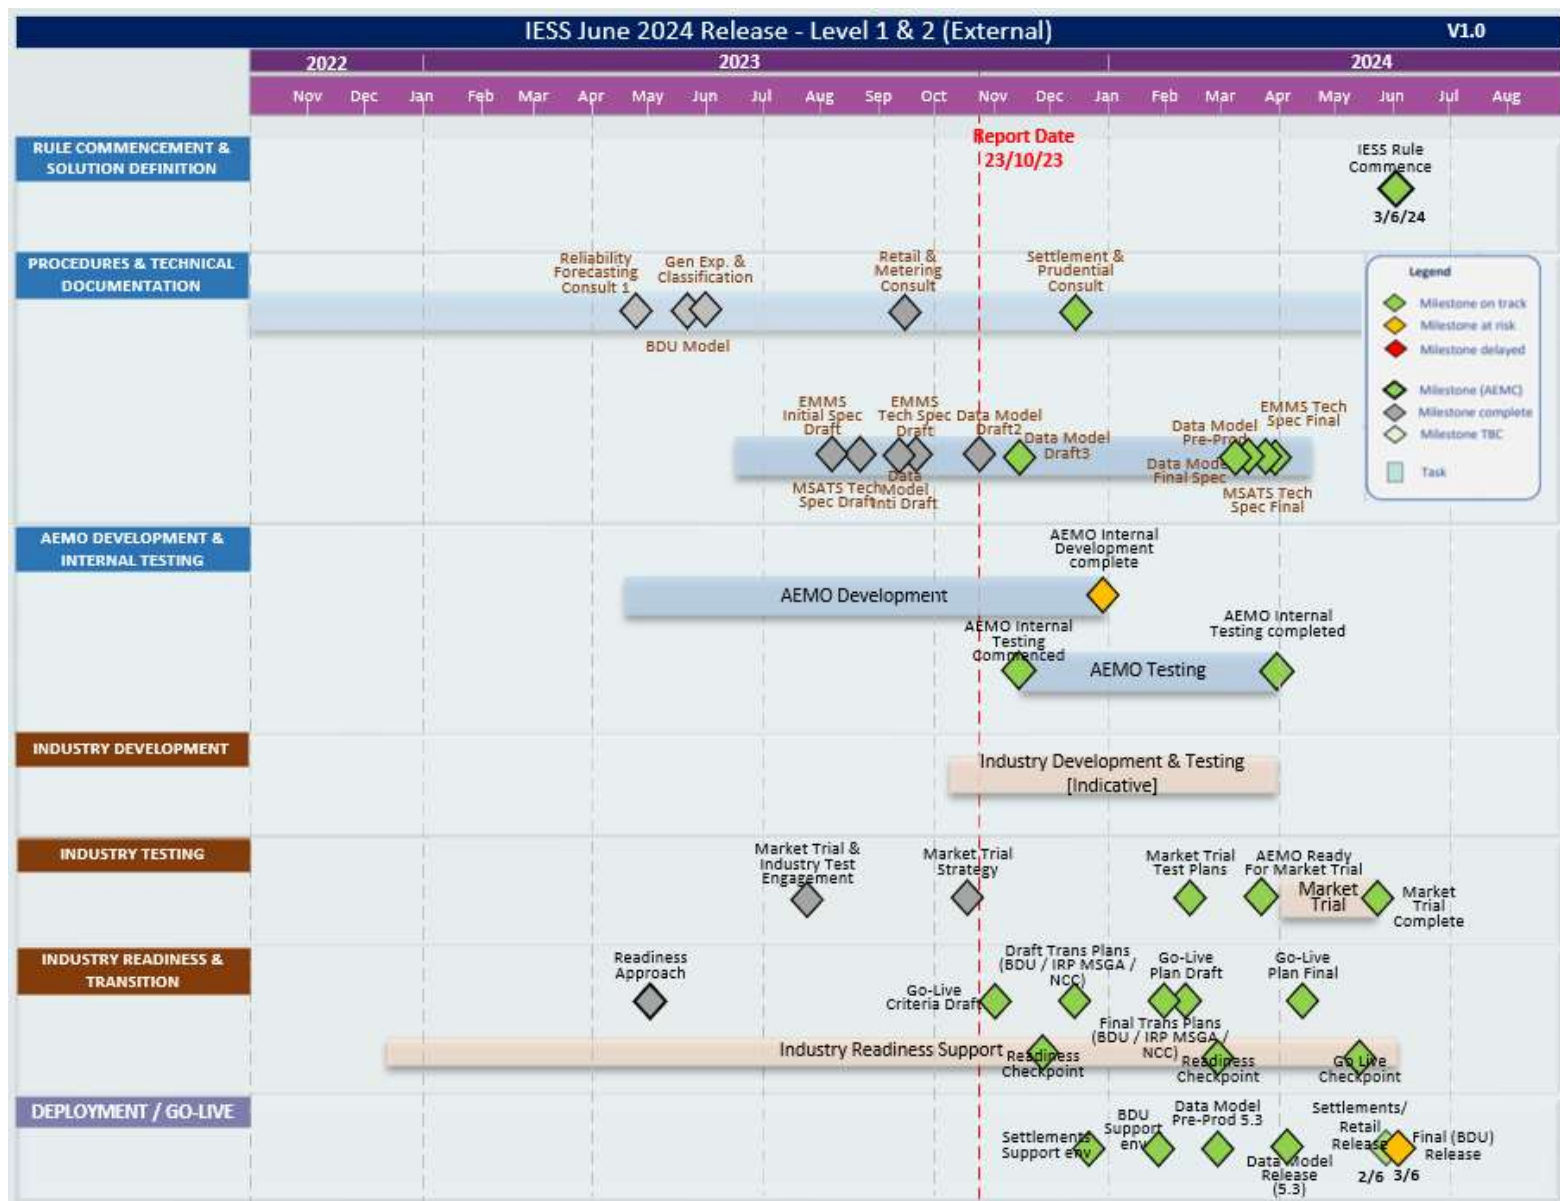 IESS June 2024 Release - Level 1 & 2 (External)
V1.0
2022
2023
2024
Nov Dec Jan Feb Mar Apr May Jun Jul Aug Sep Oct Nov Dec Jan Feb Mar Apr May Jun Jul Aug
Report Date
23/10/23
RULE COMMENCEMENT &
SOLUTION DEFINITION
IESS Rule
Commence
3/6/24
PROCEDURES & TECHNICAL
DOCUMENTATION
Reliability
Forecasting
Consult 1
Gen Exp. &
Classification
BDU Model
Retail &
Metering
Consult
Settlement &
Prudential
Consult
Legend
Milestone on track
Milestone at risk
Milestone delayed
Milestone (AEMC)
Milestone complete
Milestone TBC
Task
EMMS
Initial Spec
Draft
MSATS Tech
Spec Draft
EMMS
Tech Spec
Draft
Data
Model
Inti Draft
Data Model
Draft2
Data Model
Draft3
Data Model
Pre-Prod
Data Model
Final Spec
EMMS Tech
Spec Final
MSATS Tech
Spec Final
AEMO DEVELOPMENT &
INTERNAL TESTING
AEMO Internal
Development
complete
AEMO Development
AEMO Internal
Testing
Commenced
AEMO Internal
Testing completed
AEMO Testing
INDUSTRY DEVELOPMENT
Industry Development & Testing
[Indicative]
INDUSTRY TESTING
Market Trial &
Industry Test
Engagement
Market Trial
Strategy
Market Trial
Test Plans
AEMO Ready
For Market Trial
Market
Trial
Market
Trial
Complete
INDUSTRY READINESS &
TRANSITION
Readiness
Approach
Go-Live
Criteria Draft
Draft Trans Plans
(BDU / IRP MSGA /
NCC)
Go-Live
Plan Draft
Go-Live
Plan Final
Final Trans Plans
(BDU / IRP MSGA /
NCC)
Industry Readiness Support
Readiness
Checkpoint
Readiness
Checkpoint
Go Live
Checkpoint
DEPLOYMENT / GO-LIVE
Settlements
Support env
BDU
Support
env
Data Model
Pre-Prod 5.3
Data Model
Release
(5.3)
Settlements/
Retail
Release
2/6
3/6
Final (BDU)
Release